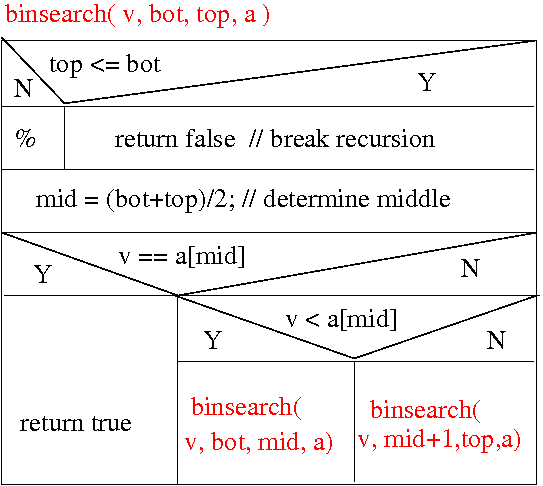 binsearch( v, bot, top, a )
top <= bot
N
Y
%
return false // break recursion
mid = (bot+top)/2; // determine middle
v == a[mid]
Y
N
v < a[mid]
Y
N
return true
binsearch(
v, bot, mid, a)
binsearch(
v, mid+1,top,a)